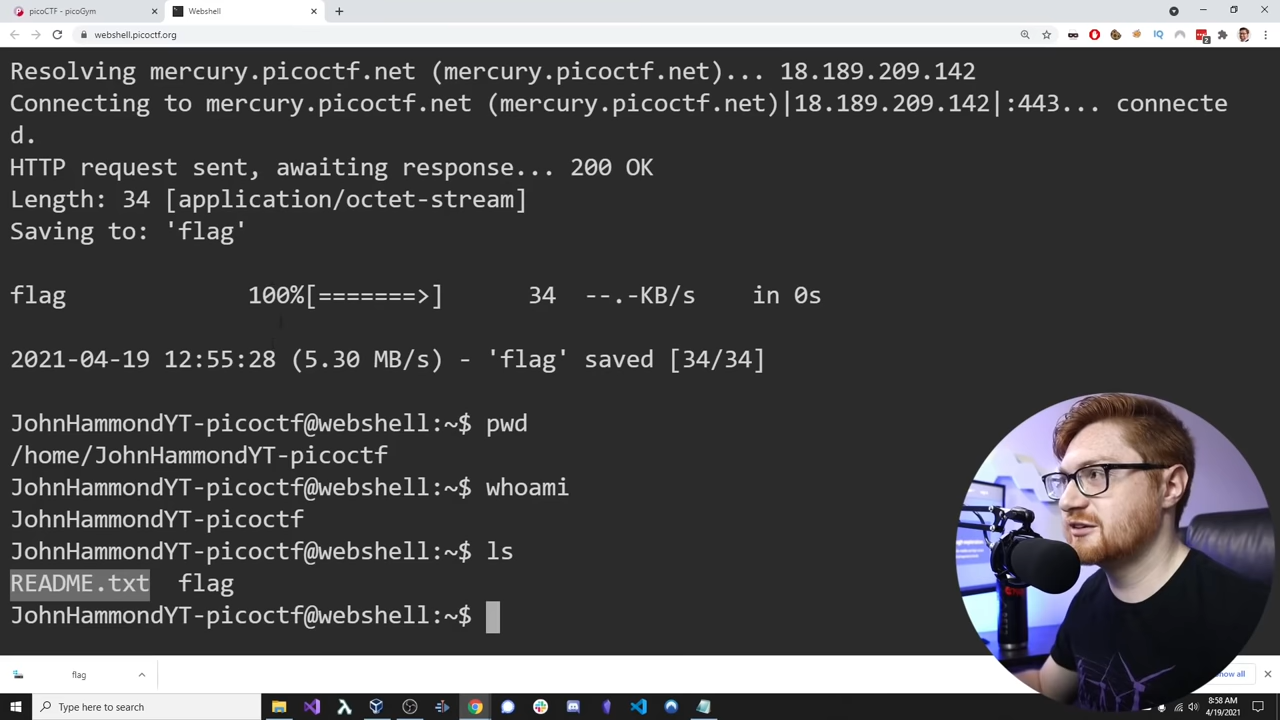 picoCTF - picoGym
Webshell
webshell.picoctf.org
Resolving mercury.picoctf.net (mercury.picoctf.net)... 18.189.209.142
Connecting to mercury.picoctf.net (mercury.picoctf.net)|18.189.209.142|:443... connecte
d.
HTTP request sent, awaiting response... 200 OK
Length: 34 [application/octet-stream]
Saving to: 'flag'
flag 100%[=======>] 34 --.-KB/s in 0s
2021-04-19 12:55:28 (5.30 MB/s) - 'flag' saved [34/34]
JohnHammondYT-picoctf@webshell:~$ pwd
/home/JohnHammondYT-picoctf
JohnHammondYT-picoctf@webshell:~$ whoami
JohnHammondYT-picoctf
JohnHammondYT-picoctf@webshell:~$ ls
README.txt flag
JohnHammondYT-picoctf@webshell:~$
flag
how all
Type here to search
8:58 AM
4/19/2021